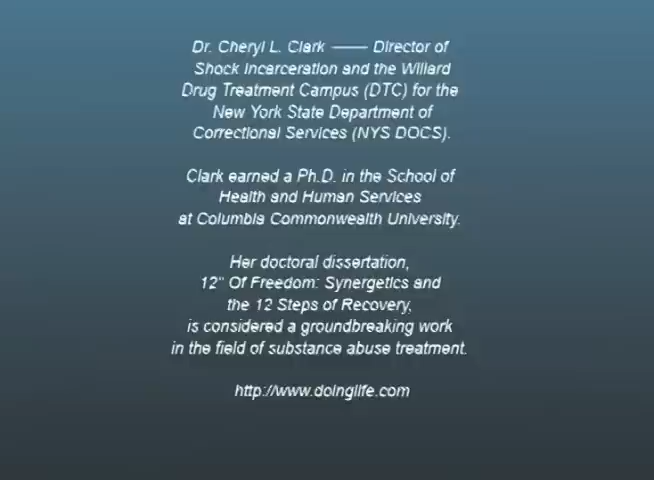 Dr. Cheryl L. Clark —— Director of
Shock Incarceration and the Willard
Drug Treatment Campus (DTC) for the
New York State Department of
Correctional Services (NYS DOCS).
Clark earned a Ph.D. in the School of
Health and Human Services
at Columbia Commonwealth University.
Her doctoral dissertation,
12" Of Freedom: Synergetics and
the 12 Steps of Recovery,
is considered a groundbreaking work
in the field of substance abuse treatment.
http://www.doinglife.com